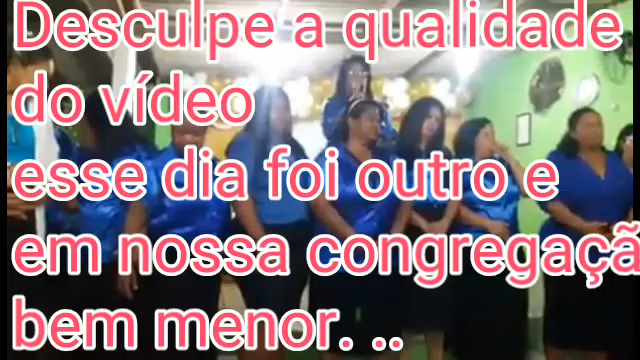 Desculpe a qualidade
do vídeo
esse dia foi outro e
em nossa congregaçã
bem menor. ..